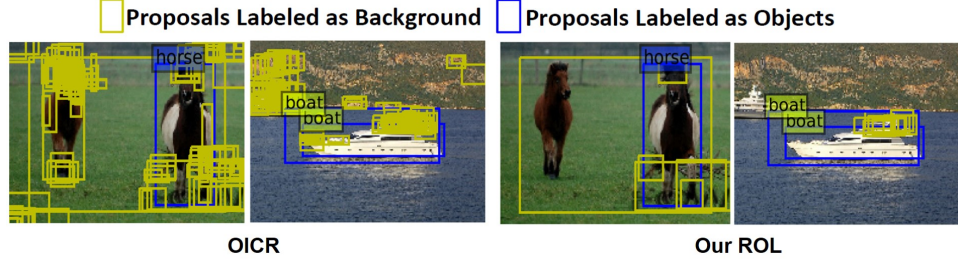 Proposals Labeled as Background Proposals Labeled as Objects
horse
boat
boat
horse
boat
boat
OICR Our ROL